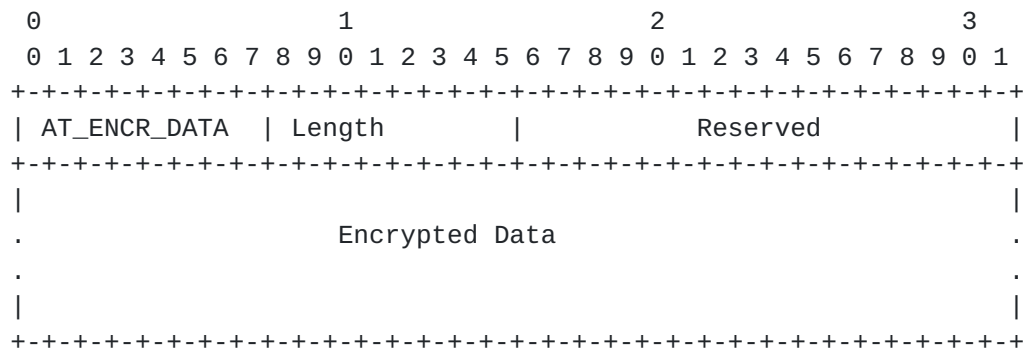 0                   1                   2                   3
 0 1 2 3 4 5 6 7 8 9 0 1 2 3 4 5 6 7 8 9 0 1 2 3 4 5 6 7 8 9 0 1
+-+-+-+-+-+-+-+-+-+-+-+-+-+-+-+-+-+-+-+-+-+-+-+-+-+-+-+-+-+-+-+-+
| AT_ENCR_DATA  | Length        |           Reserved            |
+-+-+-+-+-+-+-+-+-+-+-+-+-+-+-+-+-+-+-+-+-+-+-+-+-+-+-+-+-+-+-+-+
|                                                               |
.                    Encrypted Data                             .
.                                                               .
|                                                               |
+-+-+-+-+-+-+-+-+-+-+-+-+-+-+-+-+-+-+-+-+-+-+-+-+-+-+-+-+-+-+-+-+